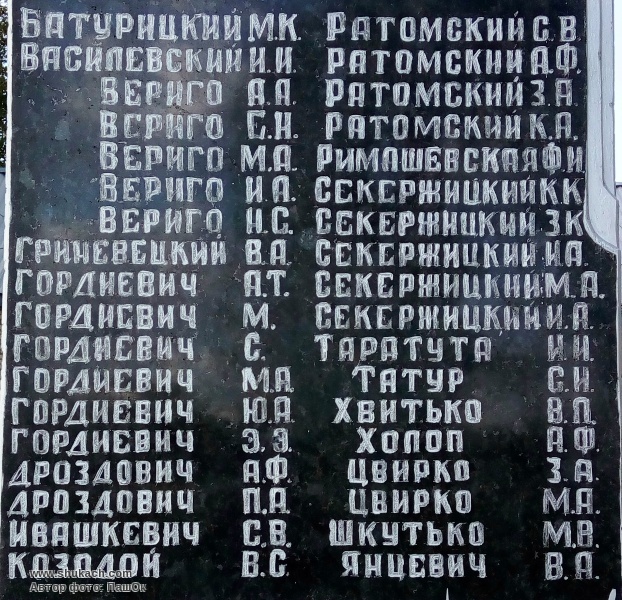 БАТУРИЦКИЙ М.К.
ВАСИЛЕВСКИЙ И.И.
ВЕРИГО А.А.
ВЕРИГО Е.Н.
ВЕРИГО М.А.
ВЕРИГО И.А.
ВЕРИГО Н.С.
ГРИНЕВЕЦКИЙ В.А.
ГОРДИЕВИЧ А.Т.
ГОРДИЕВИЧ М.
ГОРДИЕВИЧ С.
ГОРДИЕВИЧ М.А.
ГОРДИЕВИЧ Ю.А.
ГОРДИЕВИЧ Э.Э.
ДРОЗДОВИЧ А.Ф.
ДРОЗДОВИЧ П.А.
ИВАШКЕВИЧ С.В.
КОЗОДОЙ В.С.
РАТОМСКИЙ С.В.
РАТОМСКИЙ А.Ф.
РАТОМСКИЙ З.А.
РАТОМСКИЙ К.А.
РИМАШЕВСКАЯ Ф.И.
СЕКЕРЖИЦКИЙ К.К.
СЕКЕРЖИЦКИЙ З.К.
СЕКЕРЖИЦКИЙ И.А.
СЕКЕРЖИЦКИЙ М.А.
СЕКЕРЖИЦКИЙ И.А.
ТАРАТУТА И.И.
ТАТУР С.И.
ХВИТЬКО
ХОЛОП А.Ф.
ЦВИРКО З.А.
ЦВИРКО М.А.
ШКУТЬКО М.В.
ЯНЦЕВИЧ В.А.
www.shukach.com
Автор фото: ПашОк